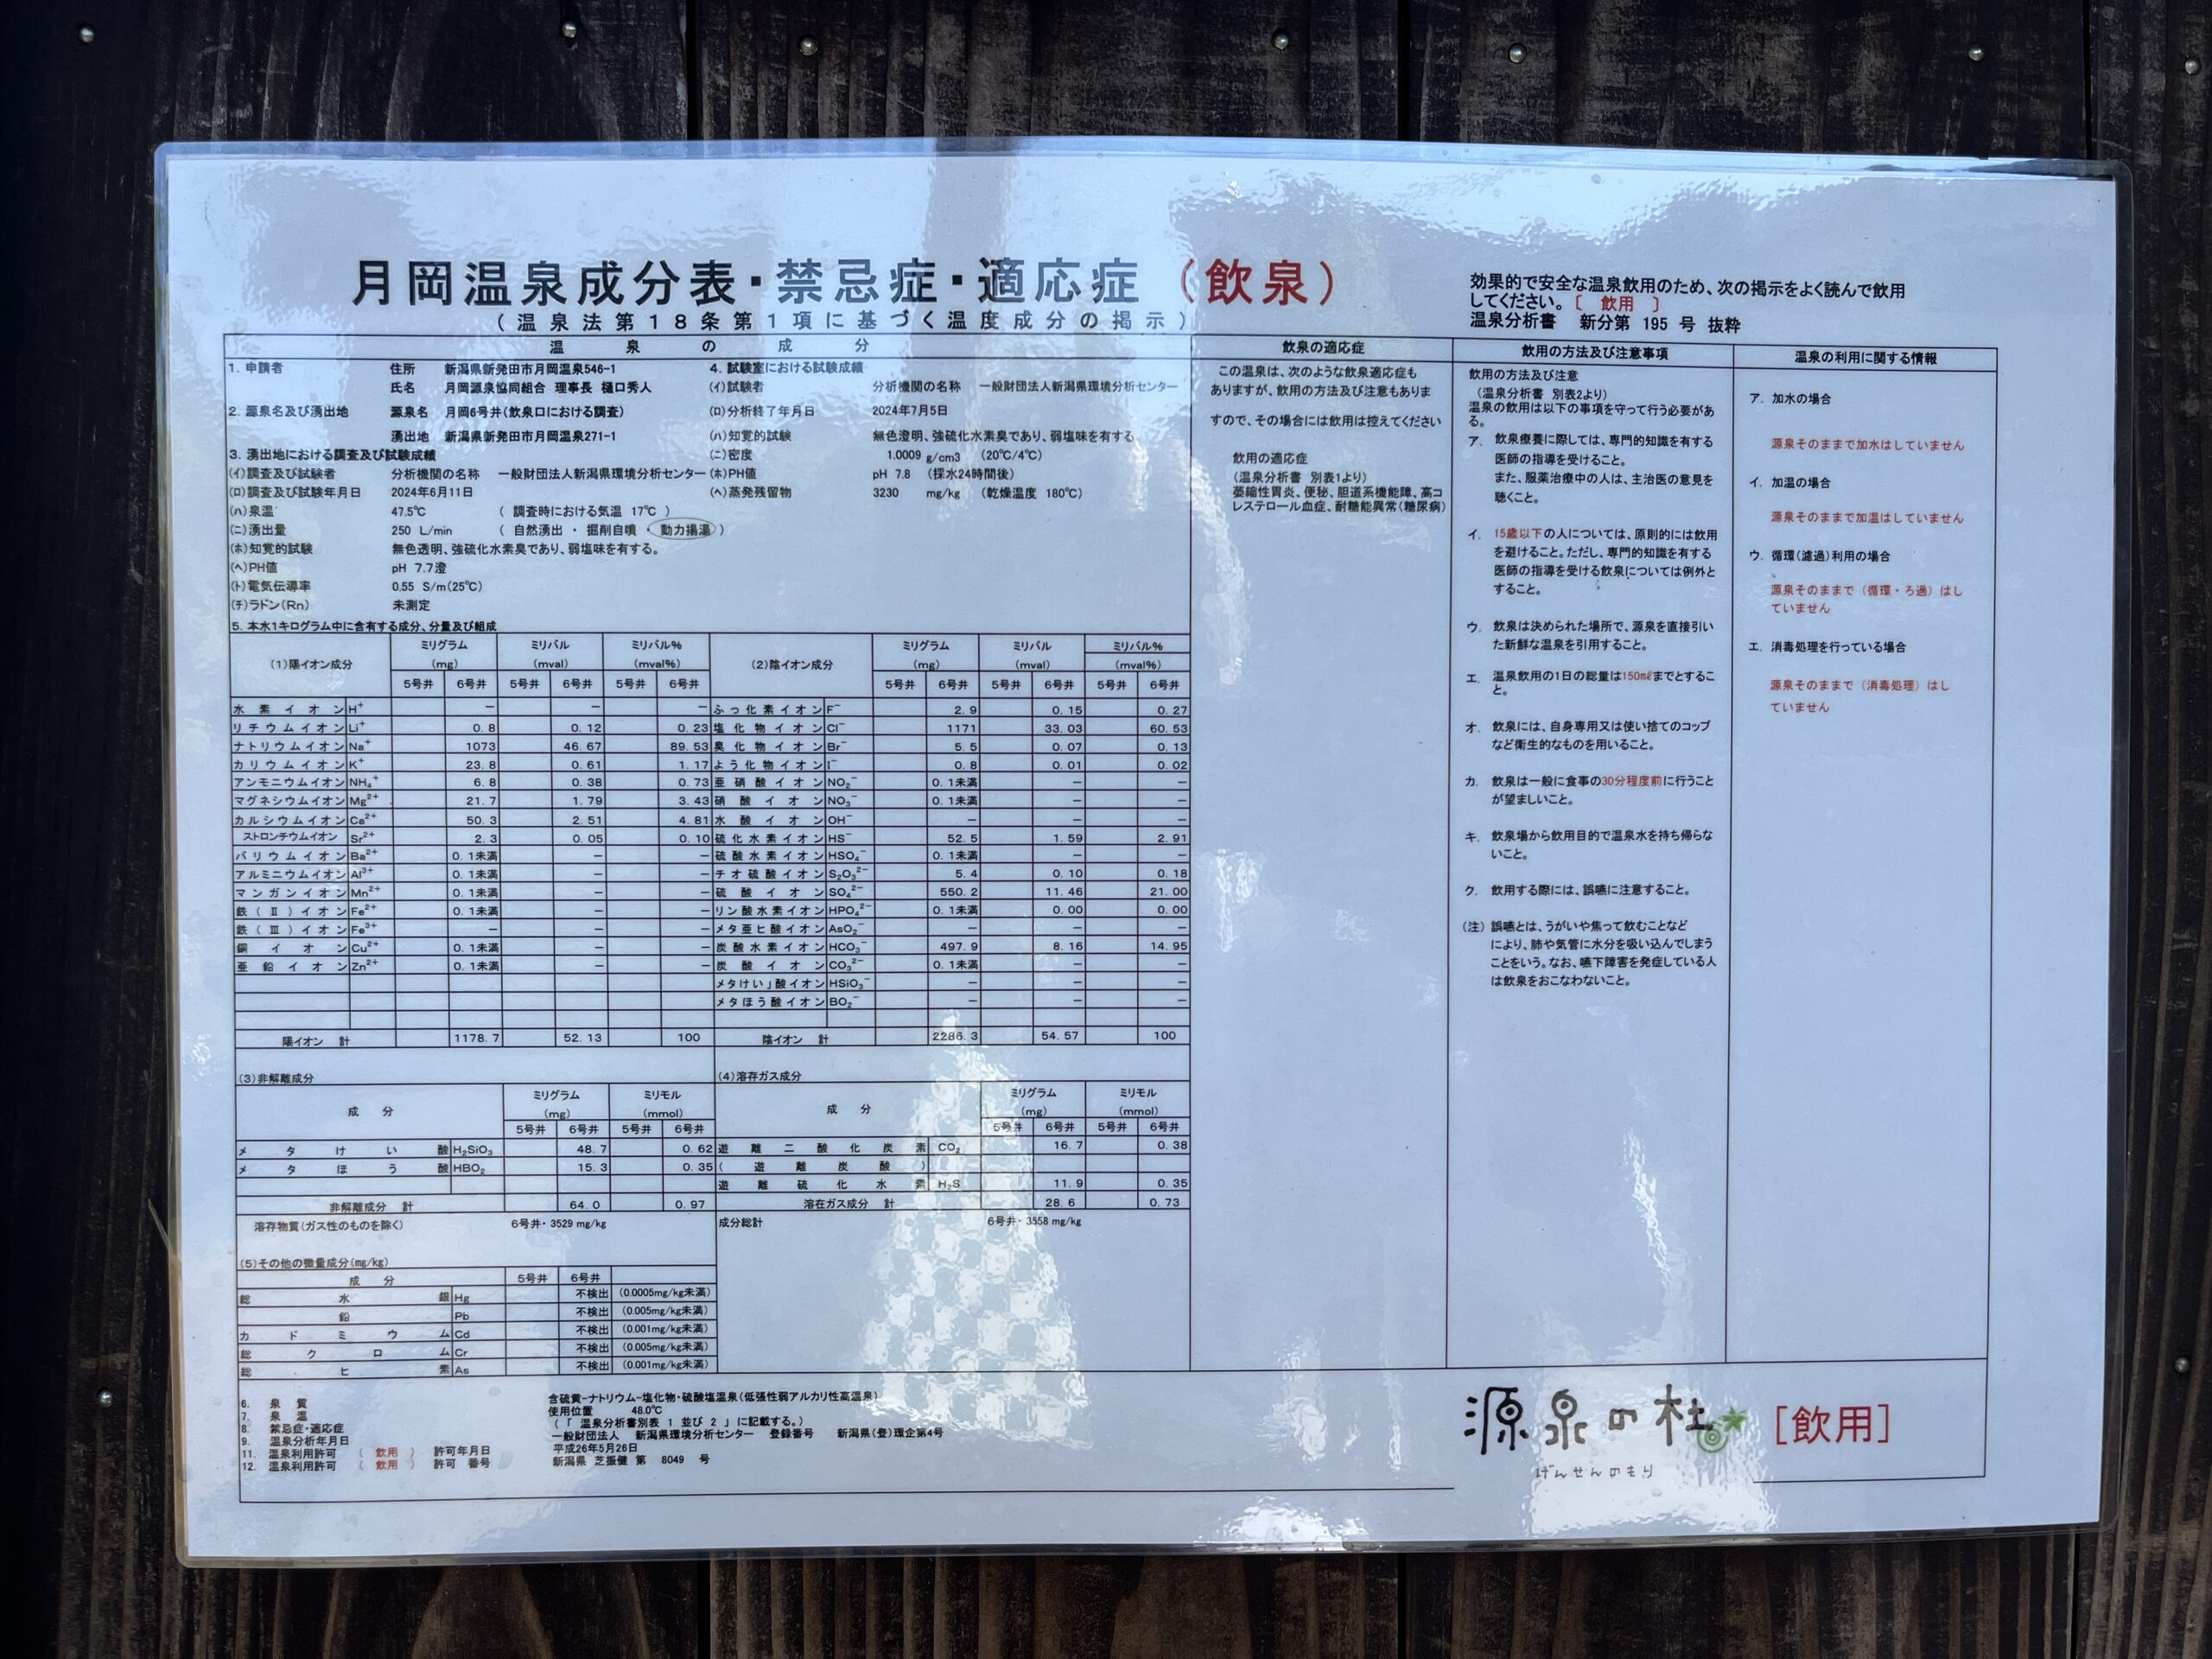 月岡温泉成分表・禁忌症・適応症（飲泉）
（温泉法第18条第1項に基づく温度成分の掲示）
効果的で安全な温泉飲用のため、次の掲示をよく読んで飲用
してください。〔 飲用 〕
温泉分析書 新分第 195 号 抜粋
温泉の成分
1. 申請者 住所 新潟県新発田市月岡温泉546-1
氏名 月岡源泉協同組合 理事長 樋口秀人
2. 源泉名及び湧出地 源泉名 月岡6号井(飲泉口における調査)
湧出地 新潟県新発田市月岡温泉271-1
3. 湧出地における調査及び試験成績
(ｲ)調査及び試験者 分析機関の名称 一般財団法人新潟県環境分析センター
(ﾛ)調査及び試験年月日 2024年6月11日
(ﾊ)泉温 47.5℃ ( 調査時における気温 17℃ )
(ﾆ)湧出量 250 L/min ( 自然湧出 ・ 掘削自噴 ・ 動力揚湯 )
(ﾎ)知覚的試験 無色透明、強硫化水素臭であり、弱塩味を有する。
(ﾍ)PH値 pH 7.7澄
(ﾄ)電気伝導率 0.55 S/m(25℃)
(ﾁ)ラドン(Rn) 未測定
4. 試験室における試験成績
(ｲ)試験者 分析機関の名称 一般財団法人新潟県環境分析センター
(ﾛ)分析終了年月日 2024年7月5日
(ﾊ)知覚的試験 無色澄明、強硫化水素臭であり、弱塩味を有する
(ﾆ)密度 1.0009 g/cm3 (20℃/4℃)
(ﾎ)PH値 pH 7.8 (採水24時間後)
(ﾍ)蒸発残留物 3230 mg/kg (乾燥温度 180℃)
5. 本水1キログラム中に含有する成分、分量及び組成
(1)陽イオン成分 ミリグラム(mg) ミリバル(mval) ミリバル%(mval%)
5号井 6号井 5号井 6号井 5号井 6号井
水素イオン H⁺ － － －
リチウムイオン Li⁺ 0.8 0.12 0.23
ナトリウムイオン Na⁺ 1073 46.67 89.53
カリウムイオン K⁺ 23.8 0.61 1.17
アンモニウムイオン NH₄⁺ 6.8 0.38 0.73
マグネシウムイオン Mg²⁺ 21.7 1.79 3.43
カルシウムイオン Ca²⁺ 50.3 2.51 4.81
ストロンチウムイオン Sr²⁺ 2.3 0.05 0.10
バリウムイオン Ba²⁺ 0.1未満 － －
アルミニウムイオン Al³⁺ 0.1未満 － －
マンガンイオン Mn²⁺ 0.1未満 － －
鉄(Ⅱ)イオン Fe²⁺ 0.1未満 － －
鉄(Ⅲ)イオン Fe³⁺ － － －
銅イオン Cu²⁺ 0.1未満 － －
亜鉛イオン Zn²⁺ 0.1未満 － －
陽イオン 計 1178.7 52.13 100
(2)陰イオン成分 ミリグラム(mg) ミリバル(mval) ミリバル%(mval%)
5号井 6号井 5号井 6号井 5号井 6号井
ふっ化素イオン F⁻ 2.9 0.15 0.27
塩化物イオン Cl⁻ 1171 33.03 60.53
臭化物イオン Br⁻ 5.5 0.07 0.13
よう化物イオン I⁻ 0.8 0.01 0.02
亜硝酸イオン NO₂⁻ 0.1未満 － －
硝酸イオン NO₃⁻ 0.1未満 － －
水酸イオン OH⁻ － － －
硫化水素イオン HS⁻ 52.5 1.59 2.91
硫酸水素イオン HSO₄⁻ 0.1未満 － －
チオ硫酸イオン S₂O₃²⁻ 5.4 0.10 0.18
硫酸イオン SO₄²⁻ 550.2 11.46 21.00
リン酸水素イオン HPO₄²⁻ 0.1未満 0.00 0.00
メタ亜ヒ酸イオン AsO₂⁻ － － －
炭酸水素イオン HCO₃⁻ 497.9 8.16 14.95
炭酸イオン CO₃²⁻ 0.1未満 － －
メタけい」酸イオン HSiO₃⁻ － － －
メタほう酸イオン BO₂⁻ － － －
陰イオン 計 2286.3 54.57 100
(3)非解離成分
成分 ミリグラム(mg) ミリモル(mmol)
5号井 6号井 5号井 6号井
メタけい酸 H₂SiO₃ 48.7 0.62
メタほう酸 HBO₂ 15.3 0.35
非解離成分 計 64.0 0.97
(4)溶存ガス成分
成分 ミリグラム(mg) ミリモル(mmol)
5号井 6号井 5号井 6号井
遊離二酸化炭素 CO₂ 16.7 0.38
(遊離炭酸)
遊離硫化水素 H₂S 11.9 0.35
溶在ガス成分 計 28.6 0.73
溶存物質(ガス性のものを除く) 6号井・3529 mg/kg
成分総計 6号井・3558 mg/kg
(5)その他の微量成分(mg/kg)
成分 5号井 6号井
総水銀 Hg 不検出 (0.0005mg/kg未満)
鉛 Pb 不検出 (0.005mg/kg未満)
カドミウム Cd 不検出 (0.001mg/kg未満)
総クロム Cr 不検出 (0.005mg/kg未満)
総ヒ素 As 不検出 (0.001mg/kg未満)
6. 泉質 含硫黄-ナトリウム-塩化物・硫酸塩温泉(低張性弱アルカリ性高温泉)
7. 泉温 使用位置 48.0℃
8. 禁忌症・適応症 (「 温泉分析書別表 1 並び 2 」に記載する。)
9. 温泉分析年月日 一般財団法人 新潟県環境分析センター 登録番号 新潟県(登)環企第4号
11. 温泉利用許可 ( 飲用 ) 許可年月日 平成26年5月26日
12. 温泉利用許可 ( 飲用 ) 許可 番号 新潟県 芝振健 第 8049 号
飲泉の適応症
この温泉は、次のような飲泉適応症も
ありますが、飲用の方法及び注意もありま
すので、その場合には飲用は控えてください
飲用の適応症
(温泉分析書 別表1より)
萎縮性胃炎、便秘、胆道系機能障、高コ
レステロール血症、耐糖能異常(糖尿病)
飲用の方法及び注意事項
飲用の方法及び注意
(温泉分析書 別表2より)
温泉の飲用は以下の事項を守って行う必要があ
る。
ア. 飲泉療養に際しては、専門的知識を有する
医師の指導を受けること。
また、服薬治療中の人は、主治医の意見を
聴くこと。
イ. 15歳以下の人については、原則的には飲用
を避けること。ただし、専門的知識を有する
医師の指導を受ける飲泉については例外と
すること。
ウ. 飲泉は決められた場所で、源泉を直接引い
た新鮮な温泉を引用すること。
エ. 温泉飲用の1日の総量は150mℓまでとするこ
と。
オ. 飲泉には、自身専用又は使い捨てのコップ
など衛生的なものを用いること。
カ. 飲泉は一般に食事の30分程度前に行うこと
が望ましいこと。
キ. 飲泉場から飲用目的で温泉水を持ち帰らな
いこと。
ク. 飲用する際には、誤嚥に注意すること。
(注) 誤嚥とは、うがいや焦って飲むことなど
により、肺や気管に水分を吸い込んでしまう
ことをいう。なお、嚥下障害を発症している人
は飲泉をおこなわないこと。
温泉の利用に関する情報
ア. 加水の場合
源泉そのままで加水はしていません
イ. 加温の場合
源泉そのままで加温はしていません
ウ. 循環(濾過)利用の場合
源泉そのままで（循環・ろ過）はし
ていません
エ. 消毒処理を行っている場合
源泉そのままで（消毒処理）はし
ていません
源泉の杜
げんせんのもり
[飲用]